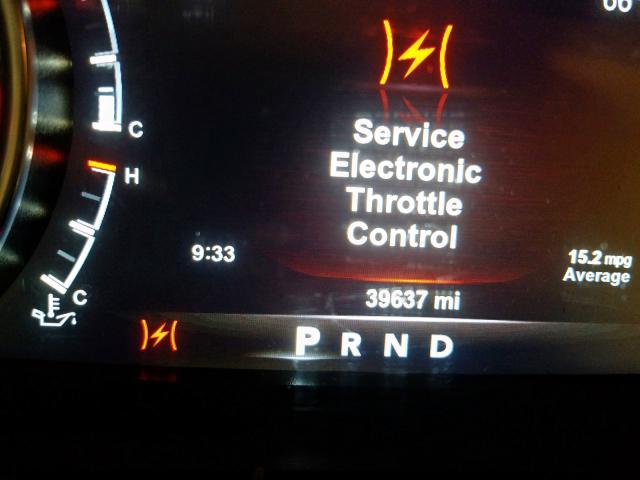 C
Service
Electronic
Throttle
Control
H
9:33
15.2 mpg
Average
39637 mi
C
P R N D